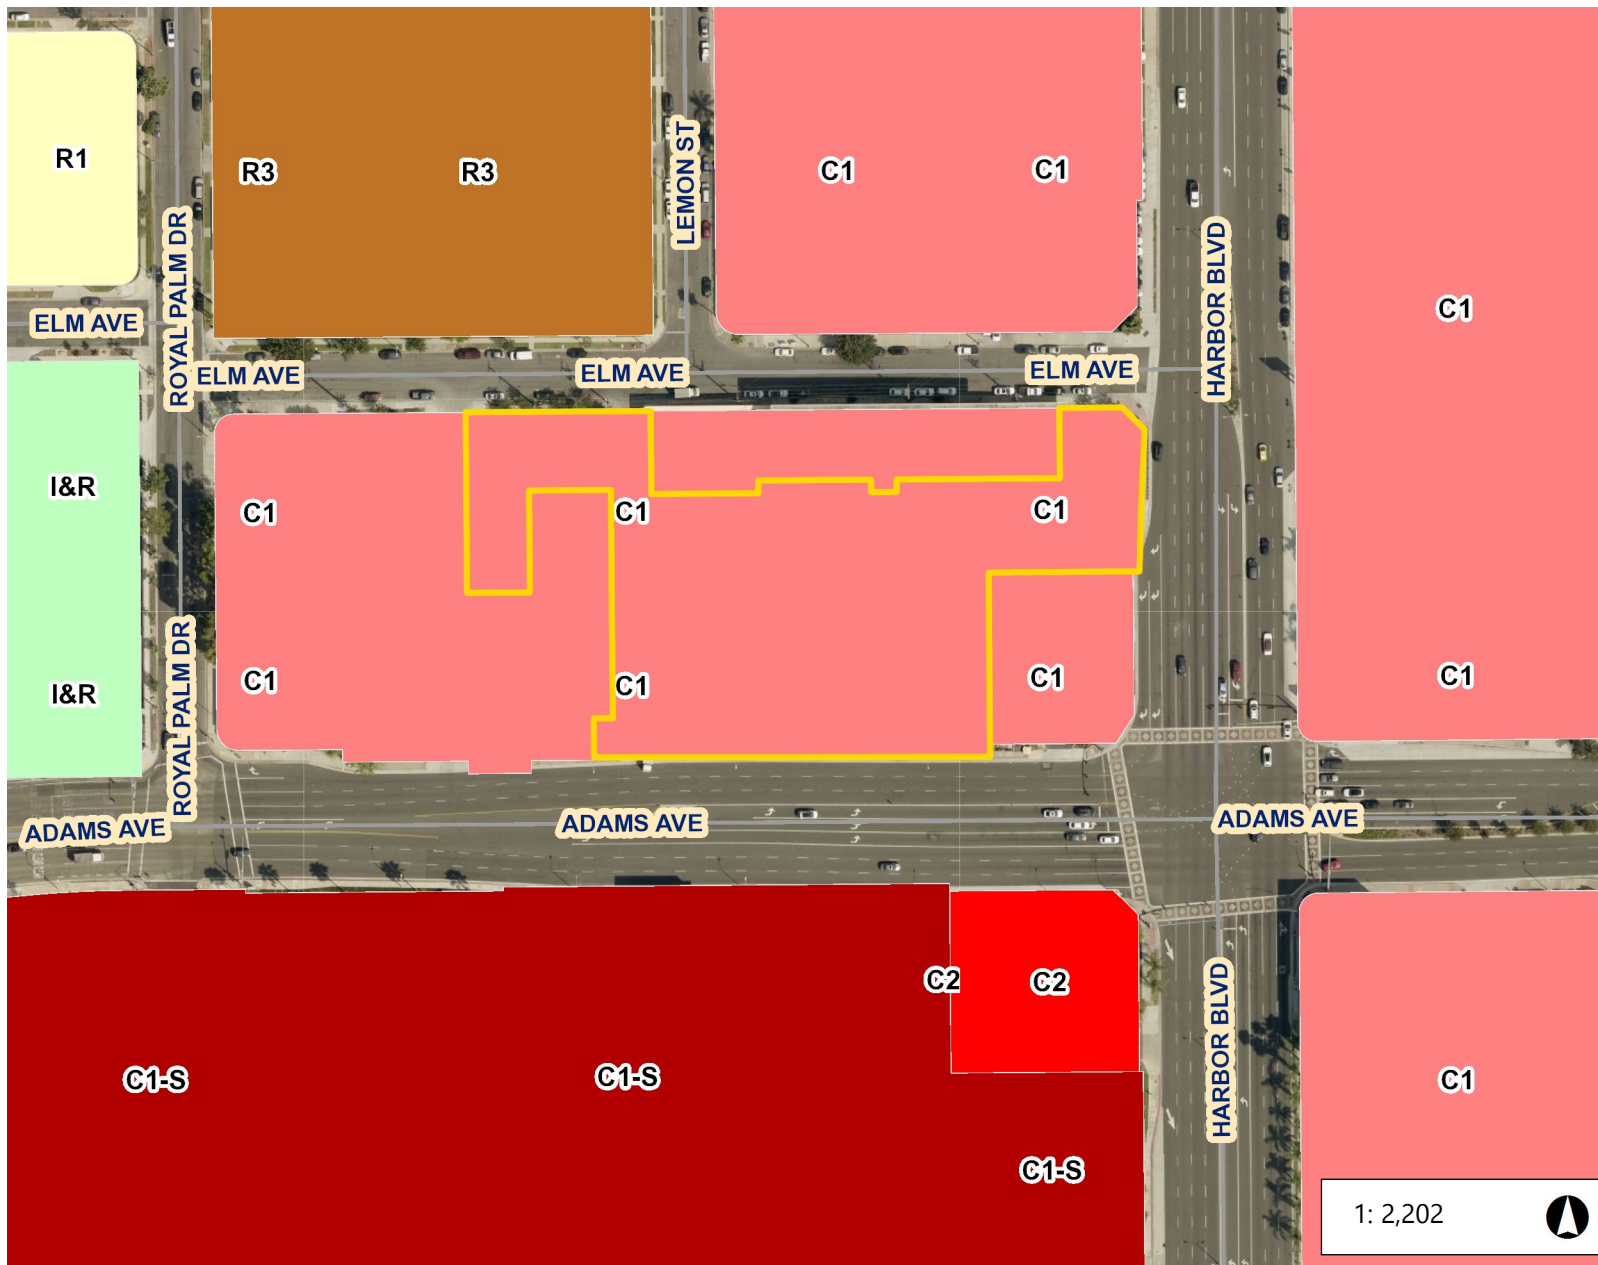 R1
R3
R3
LEMON ST
C1
C1
ROYAL PALM DR
HARBOR BLVD
C1
ELM AVE
ELM AVE
ELM AVE
ELM AVE
I&R
C1
C1
C1
I&R
C1
C1
C1
C1
ROYAL PALM DR
ADAMS AVE
ADAMS AVE
ADAMS AVE
C2
C2
HARBOR BLVD
C1-S
C1-S
C1
C1-S
1: 2,202